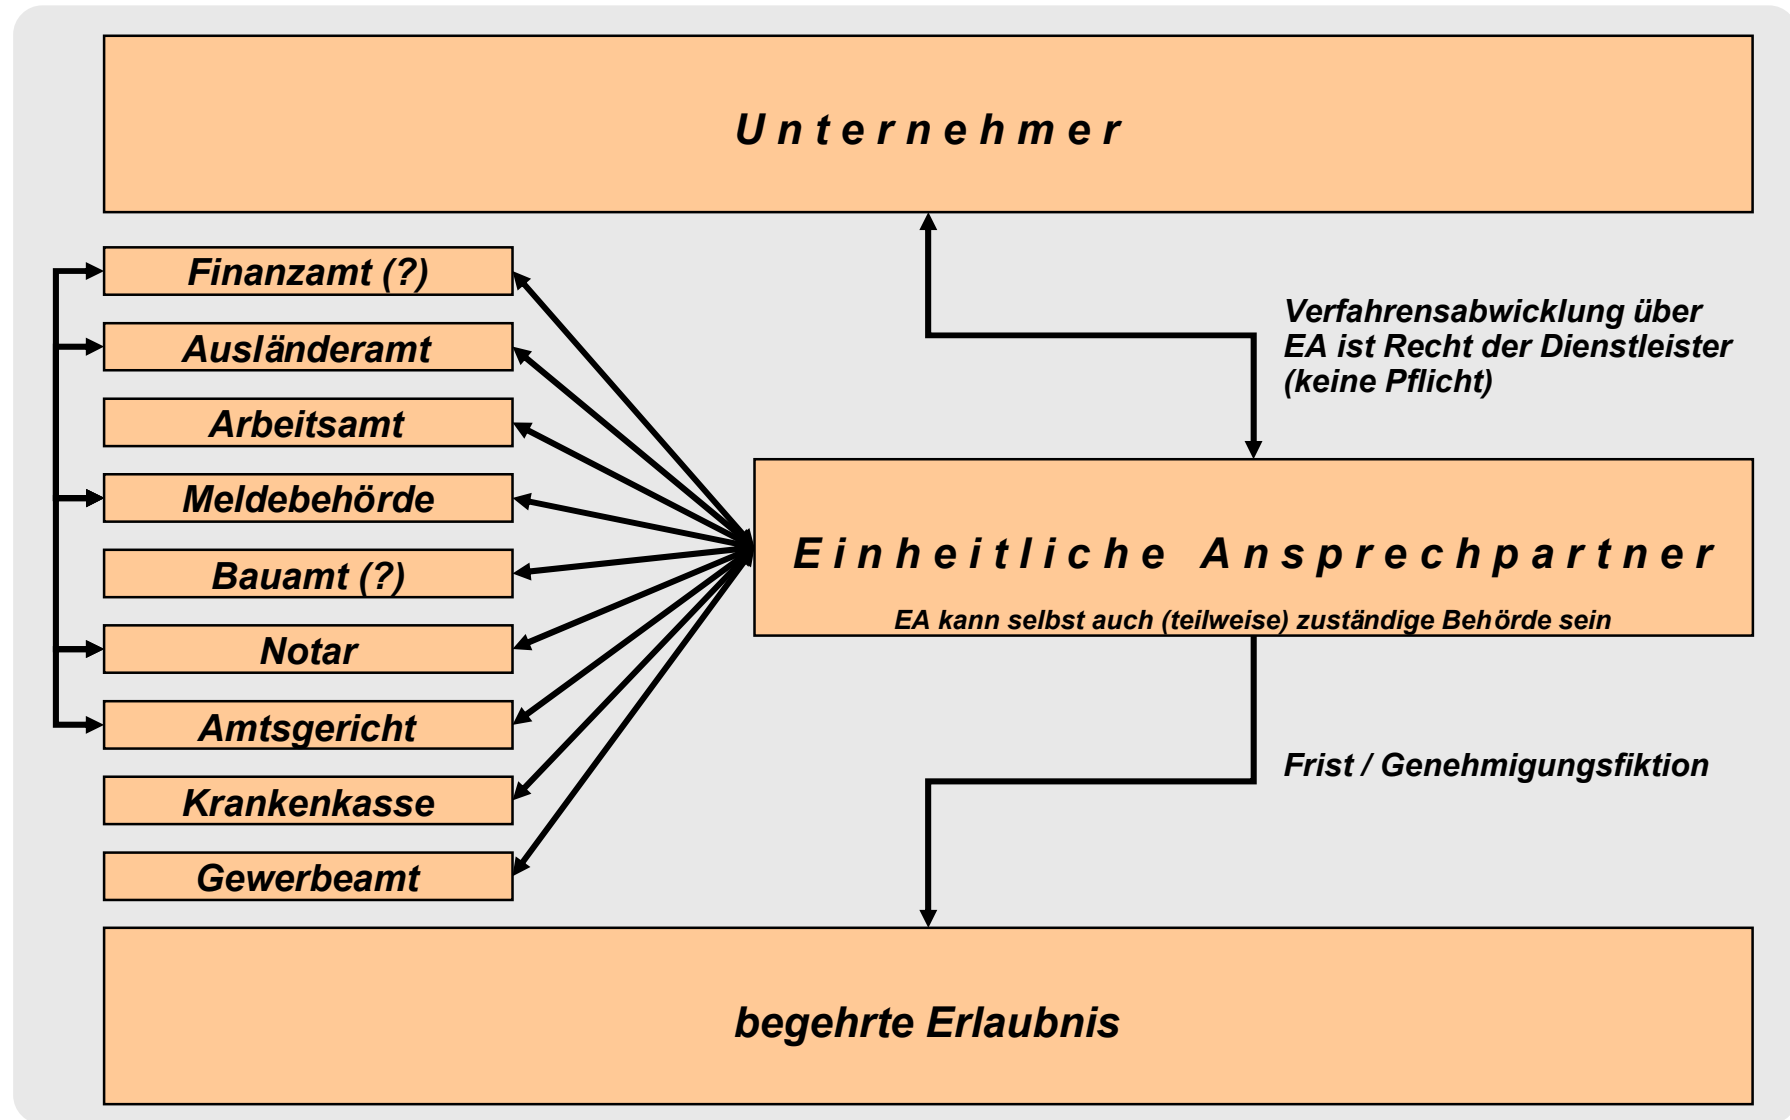 Unternehmer
Finanzamt (?)
Ausländeramt
Arbeitsamt
Meldebehörde
Bauamt (?)
Notar
Amtsgericht
Krankenkasse
Gewerbeamt
Verfahrensabwicklung über
EA ist Recht der Dienstleister
(keine Pflicht)
Einheitliche Ansprechpartner
EA kann selbst auch (teilweise) zuständige Behörde sein
Frist / Genehmigungsfiktion
begehrte Erlaubnis